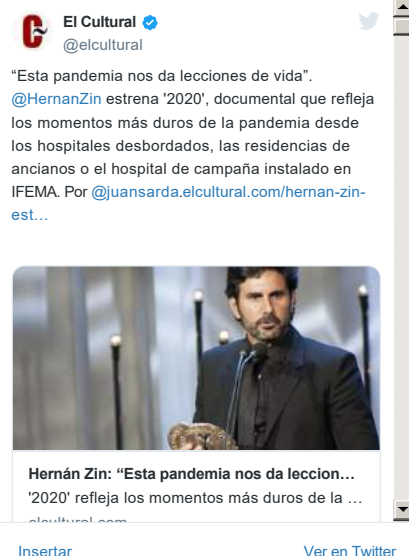 El Cultural
@elcultural
“Esta pandemia nos da lecciones de vida”.
@HernanZin estrena '2020', documental que refleja
los momentos más duros de la pandemia desde
los hospitales desbordados, las residencias de
ancianos o el hospital de campaña instalado en
IFEMA. Por @juansarda.elcultural.com/hernan-zin-
est…
Hernán Zin: “Esta pandemia nos da leccion…
'2020' refleja los momentos más duros de la …
elcultural.com
Insertar
Ver en Twitter